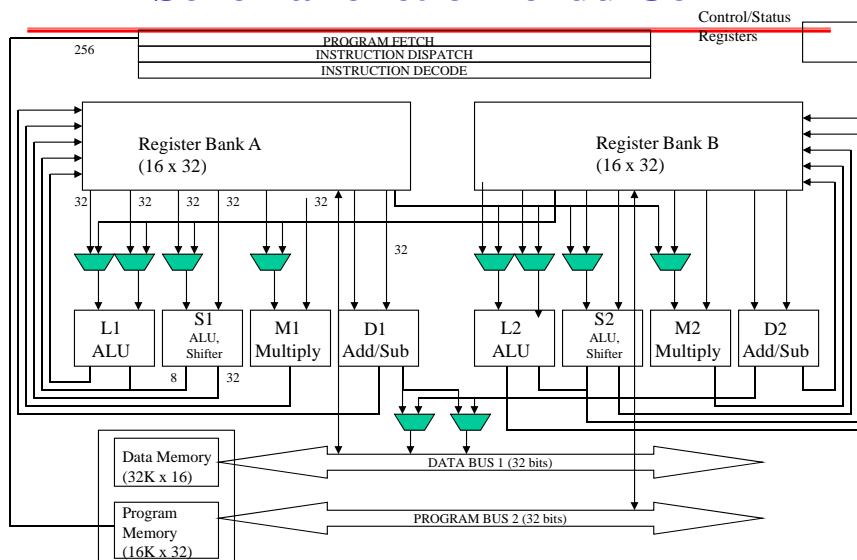 Control/Status
Registers
256
PROGRAM FETCH
INSTRUCTION DISPATCH
INSTRUCTION DECODE
Register Bank A
(16 x 32)
Register Bank B
(16 x 32)
32
32
32
32
32
32
L1
ALU
S1
ALU,
Shifter
M1
Multiply
D1
Add/Sub
L2
ALU
S2
ALU,
Shifter
M2
Multiply
D2
Add/Sub
8
32
Data Memory
(32K x 16)
DATA BUS 1 (32 bits)
Program
Memory
(16K x 32)
PROGRAM BUS 2 (32 bits)